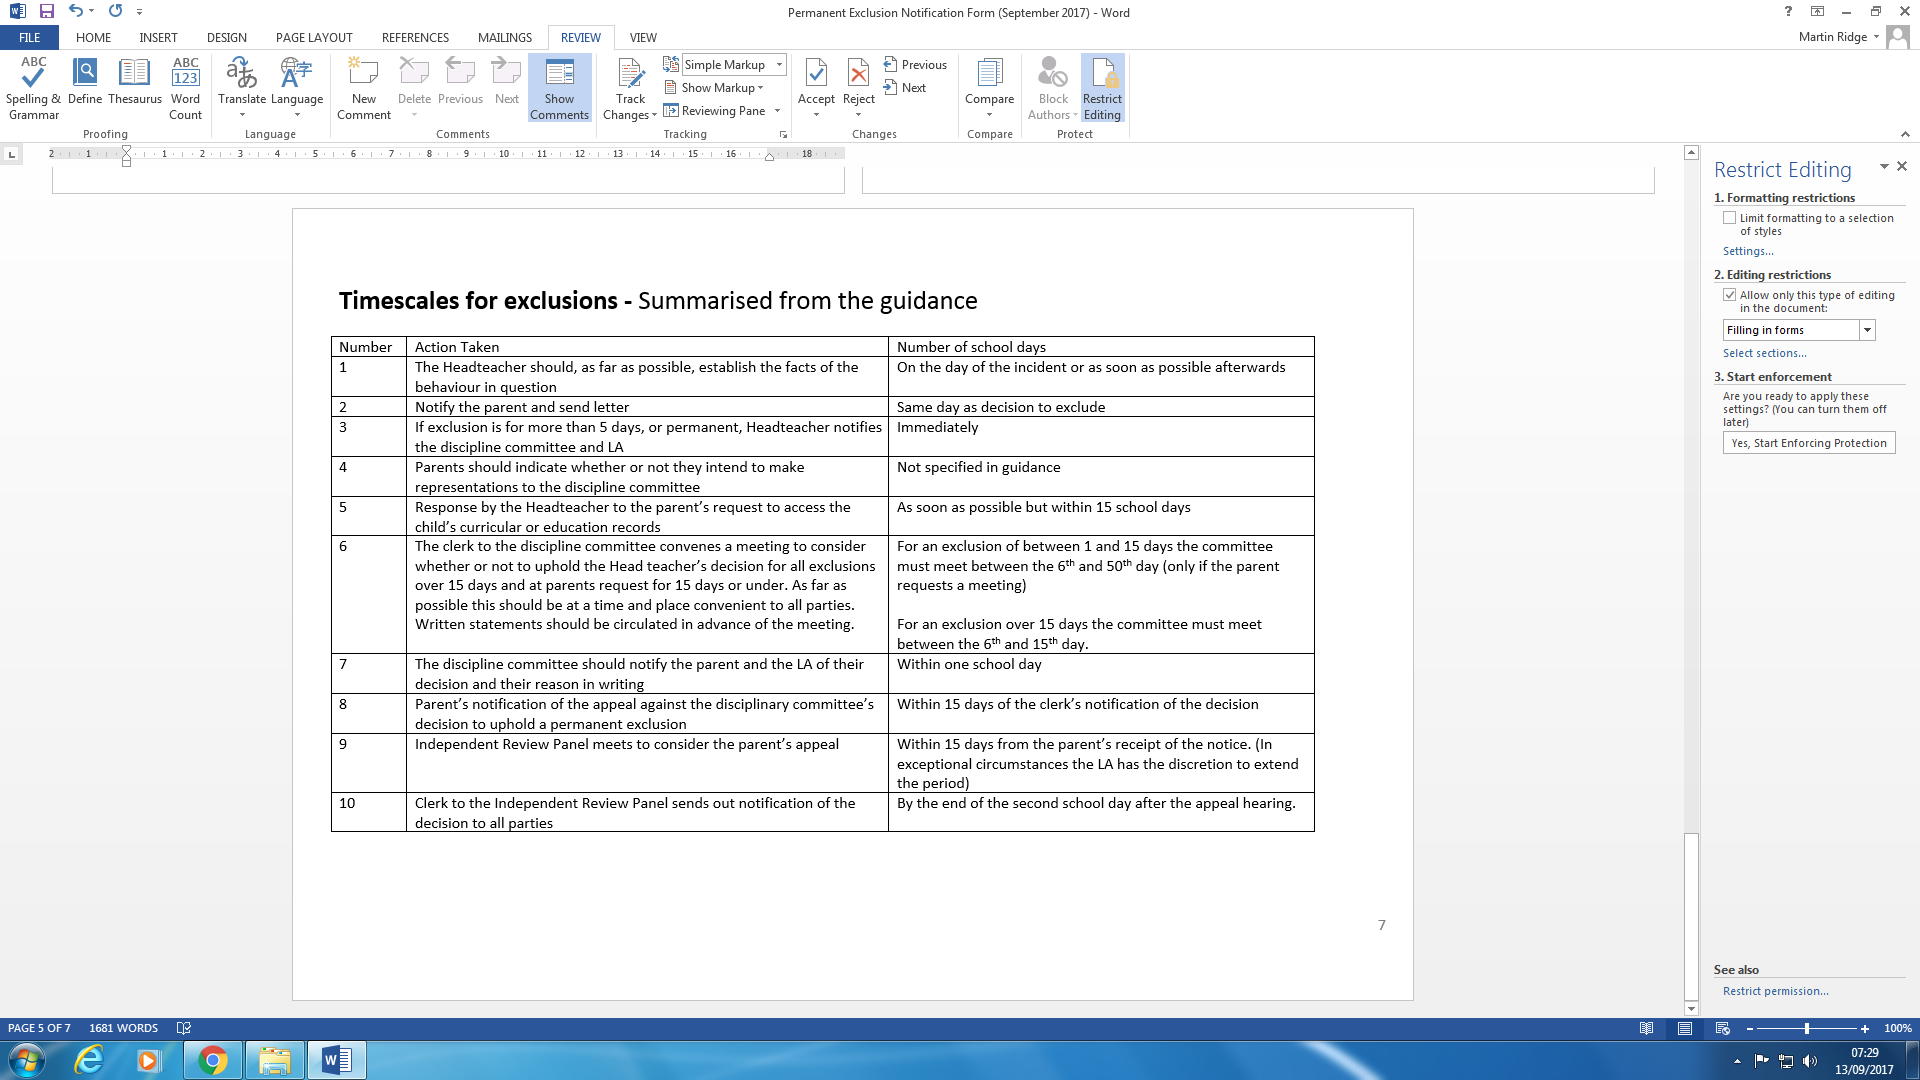 Permanent Exclusion Notification Form (September 2017) - Word
?
FILE HOME INSERT DESIGN PAGE LAYOUT REFERENCES MAILINGS REVIEW VIEW
Martin Ridge
ABC
Spelling &
Grammar
Define
Thesaurus
ABC
123
Word
Count
Proofing
Translate
Language
Language
New
Comment
Delete
Previous
Next
Show
Comments
Comments
Track
Changes
Simple Markup
Show Markup
Reviewing Pane
Tracking
Accept
Reject
Previous
Next
Changes
Compare
Compare
Block
Authors
Restrict
Editing
Protect
L
2 1 1 2 3 4 5 6 7 8 9 10 11 12 13 14 15 16 18
Timescales for exclusions - Summarised from the guidance
Number Action Taken Number of school days
1 The Headteacher should, as far as possible, establish the facts of the On the day of the incident or as soon as possible afterwards
behaviour in question
2 Notify the parent and send letter Same day as decision to exclude
3 If exclusion is for more than 5 days, or permanent, Headteacher notifies Immediately
the discipline committee and LA
4 Parents should indicate whether or not they intend to make Not specified in guidance
representations to the discipline committee
5 Response by the Headteacher to the parent’s request to access the As soon as possible but within 15 school days
child’s curricular or education records
6 The clerk to the discipline committee convenes a meeting to consider For an exclusion of between 1 and 15 days the committee
whether or not to uphold the Head teacher’s decision for all exclusions must meet between the 6th and 50th day (only if the parent
over 15 days and at parents request for 15 days or under. As far as requests a meeting)
possible this should be at a time and place convenient to all parties.
Written statements should be circulated in advance of the meeting. For an exclusion over 15 days the committee must meet
between the 6th and 15th day.
7 The discipline committee should notify the parent and the LA of their Within one school day
decision and their reason in writing
8 Parent’s notification of the appeal against the disciplinary committee’s Within 15 days of the clerk’s notification of the decision
decision to uphold a permanent exclusion
9 Independent Review Panel meets to consider the parent’s appeal Within 15 days from the parent’s receipt of the notice. (In
exceptional circumstances the LA has the discretion to extend
the period)
10 Clerk to the Independent Review Panel sends out notification of the By the end of the second school day after the appeal hearing.
decision to all parties
7
Restrict Editing
1. Formatting restrictions
Limit formatting to a selection
of styles
Settings...
2. Editing restrictions
Allow only this type of editing
in the document:
Filling in forms
Select sections...
3. Start enforcement
Are you ready to apply these
settings? (You can turn them off
later)
Yes, Start Enforcing Protection
See also
Restrict permission...
PAGE 5 OF 7 1681 WORDS
100%
07:29
13/09/2017